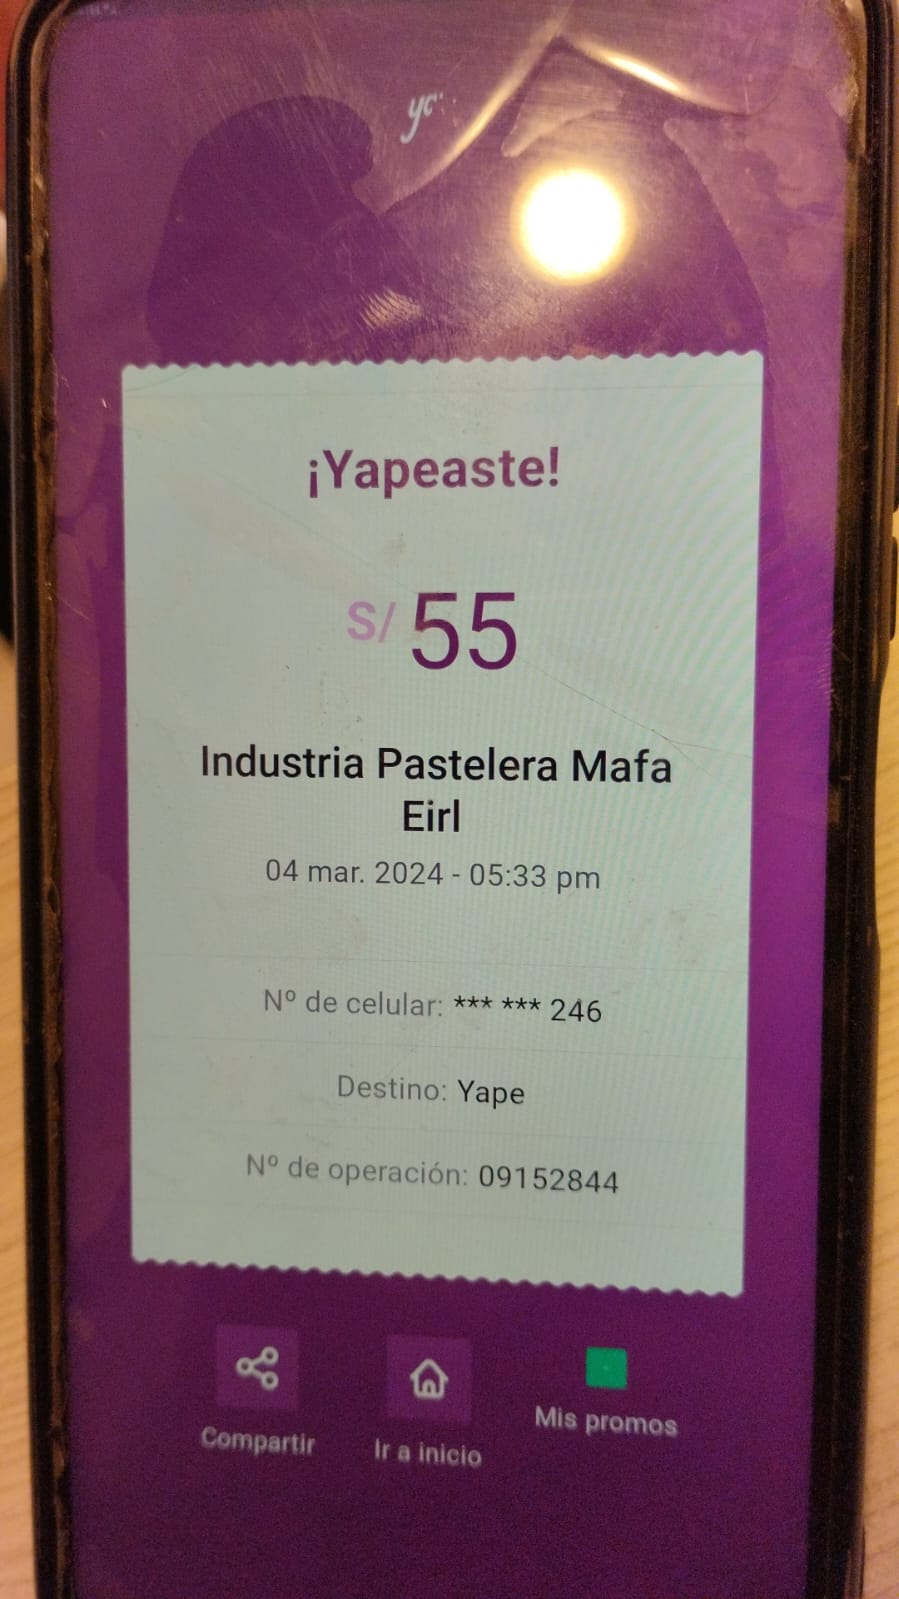 ¡Yapeaste!
S/ 55
Industria Pastelera Mafa
Eirl
04 mar. 2024 - 05:33 pm
Nº de celular: *** *** 246
Destino: Yape
Nº de operación: 09152844
Compartir
Ir a inicio
Mis promos